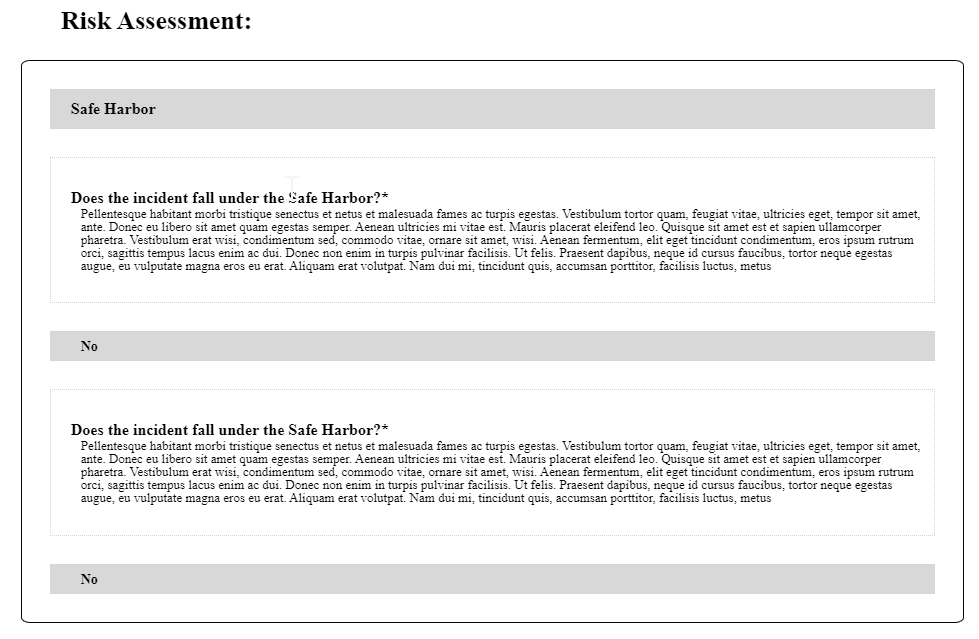 Risk Assessment:
Safe Harbor
Does the incident fall under the Safe Harbor?*
Pellentesque habitant morbi tristique senectus et netus et malesuada fames ac turpis egestas. Vestibulum tortor quam, feugiat vitae, ultricies eget, tempor sit amet,
ante. Donec eu libero sit amet quam egestas semper. Aenean ultricies mi vitae est. Mauris placerat eleifend leo. Quisque sit amet est et sapien ullamcorper
pharetra. Vestibulum erat wisi, condimentum sed, commodo vitae, ornare sit amet, wisi. Aenean fermentum, elit eget tincidunt condimentum, eros ipsum rutrum
orci, sagittis tempus lacus enim ac dui. Donec non enim in turpis pulvinar facilisis. Ut felis. Praesent dapibus, neque id cursus faucibus, tortor neque egestas
augue, eu vulputate magna eros eu erat. Aliquam erat volutpat. Nam dui mi, tincidunt quis, accumsan porttitor, facilisis luctus, metus
No
Does the incident fall under the Safe Harbor?*
Pellentesque habitant morbi tristique senectus et netus et malesuada fames ac turpis egestas. Vestibulum tortor quam, feugiat vitae, ultricies eget, tempor sit amet,
ante. Donec eu libero sit amet quam egestas semper. Aenean ultricies mi vitae est. Mauris placerat eleifend leo. Quisque sit amet est et sapien ullamcorper
pharetra. Vestibulum erat wisi, condimentum sed, commodo vitae, ornare sit amet, wisi. Aenean fermentum, elit eget tincidunt condimentum, eros ipsum rutrum
orci, sagittis tempus lacus enim ac dui. Donec non enim in turpis pulvinar facilisis. Ut felis. Praesent dapibus, neque id cursus faucibus, tortor neque egestas
augue, eu vulputate magna eros eu erat. Aliquam erat volutpat. Nam dui mi, tincidunt quis, accumsan porttitor, facilisis luctus, metus
No